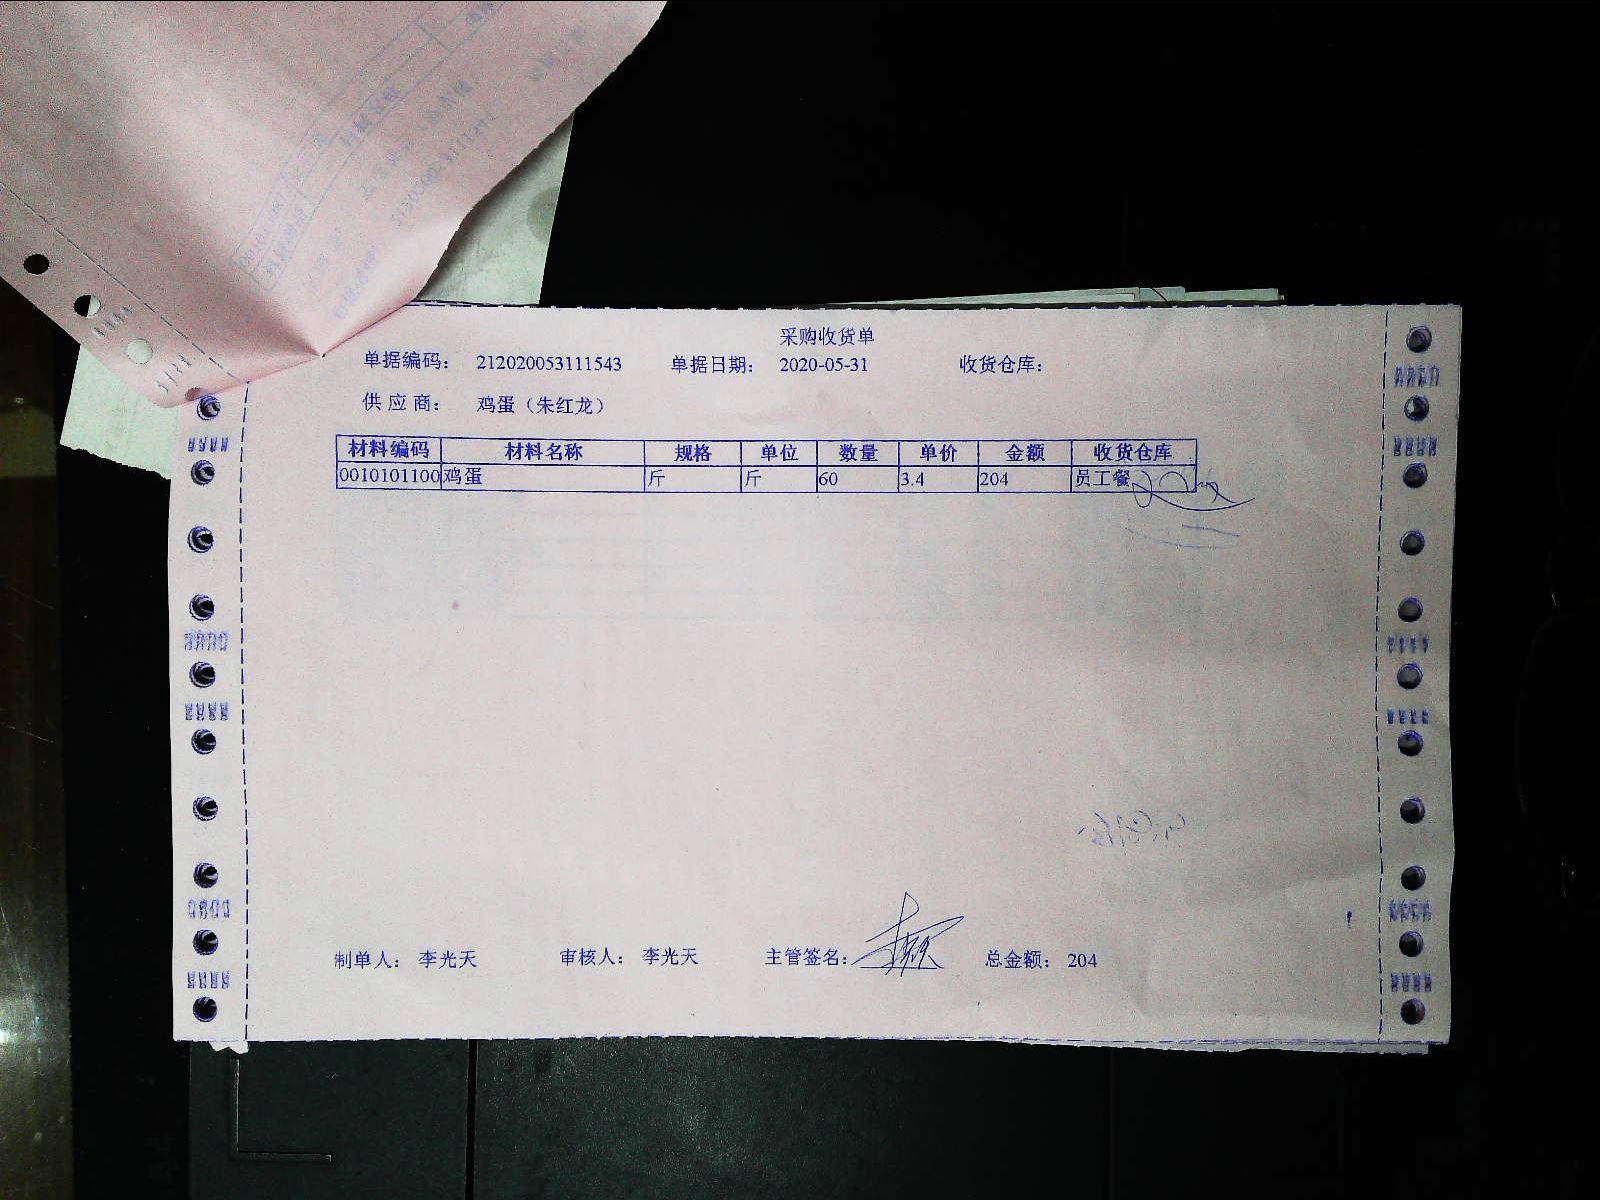 采购收货单
单据编码： 212020053111543 单据日期： 2020-05-31 收货仓库：
供 应 商： 鸡蛋（朱红龙）
材料编码 材料名称 规格 单位 数量 单价 金额 收货仓库
0010101100 鸡蛋 斤 斤 60 3.4 204 员工餐
制单人： 李光天 审核人： 李光天 主管签名： 总金额： 204